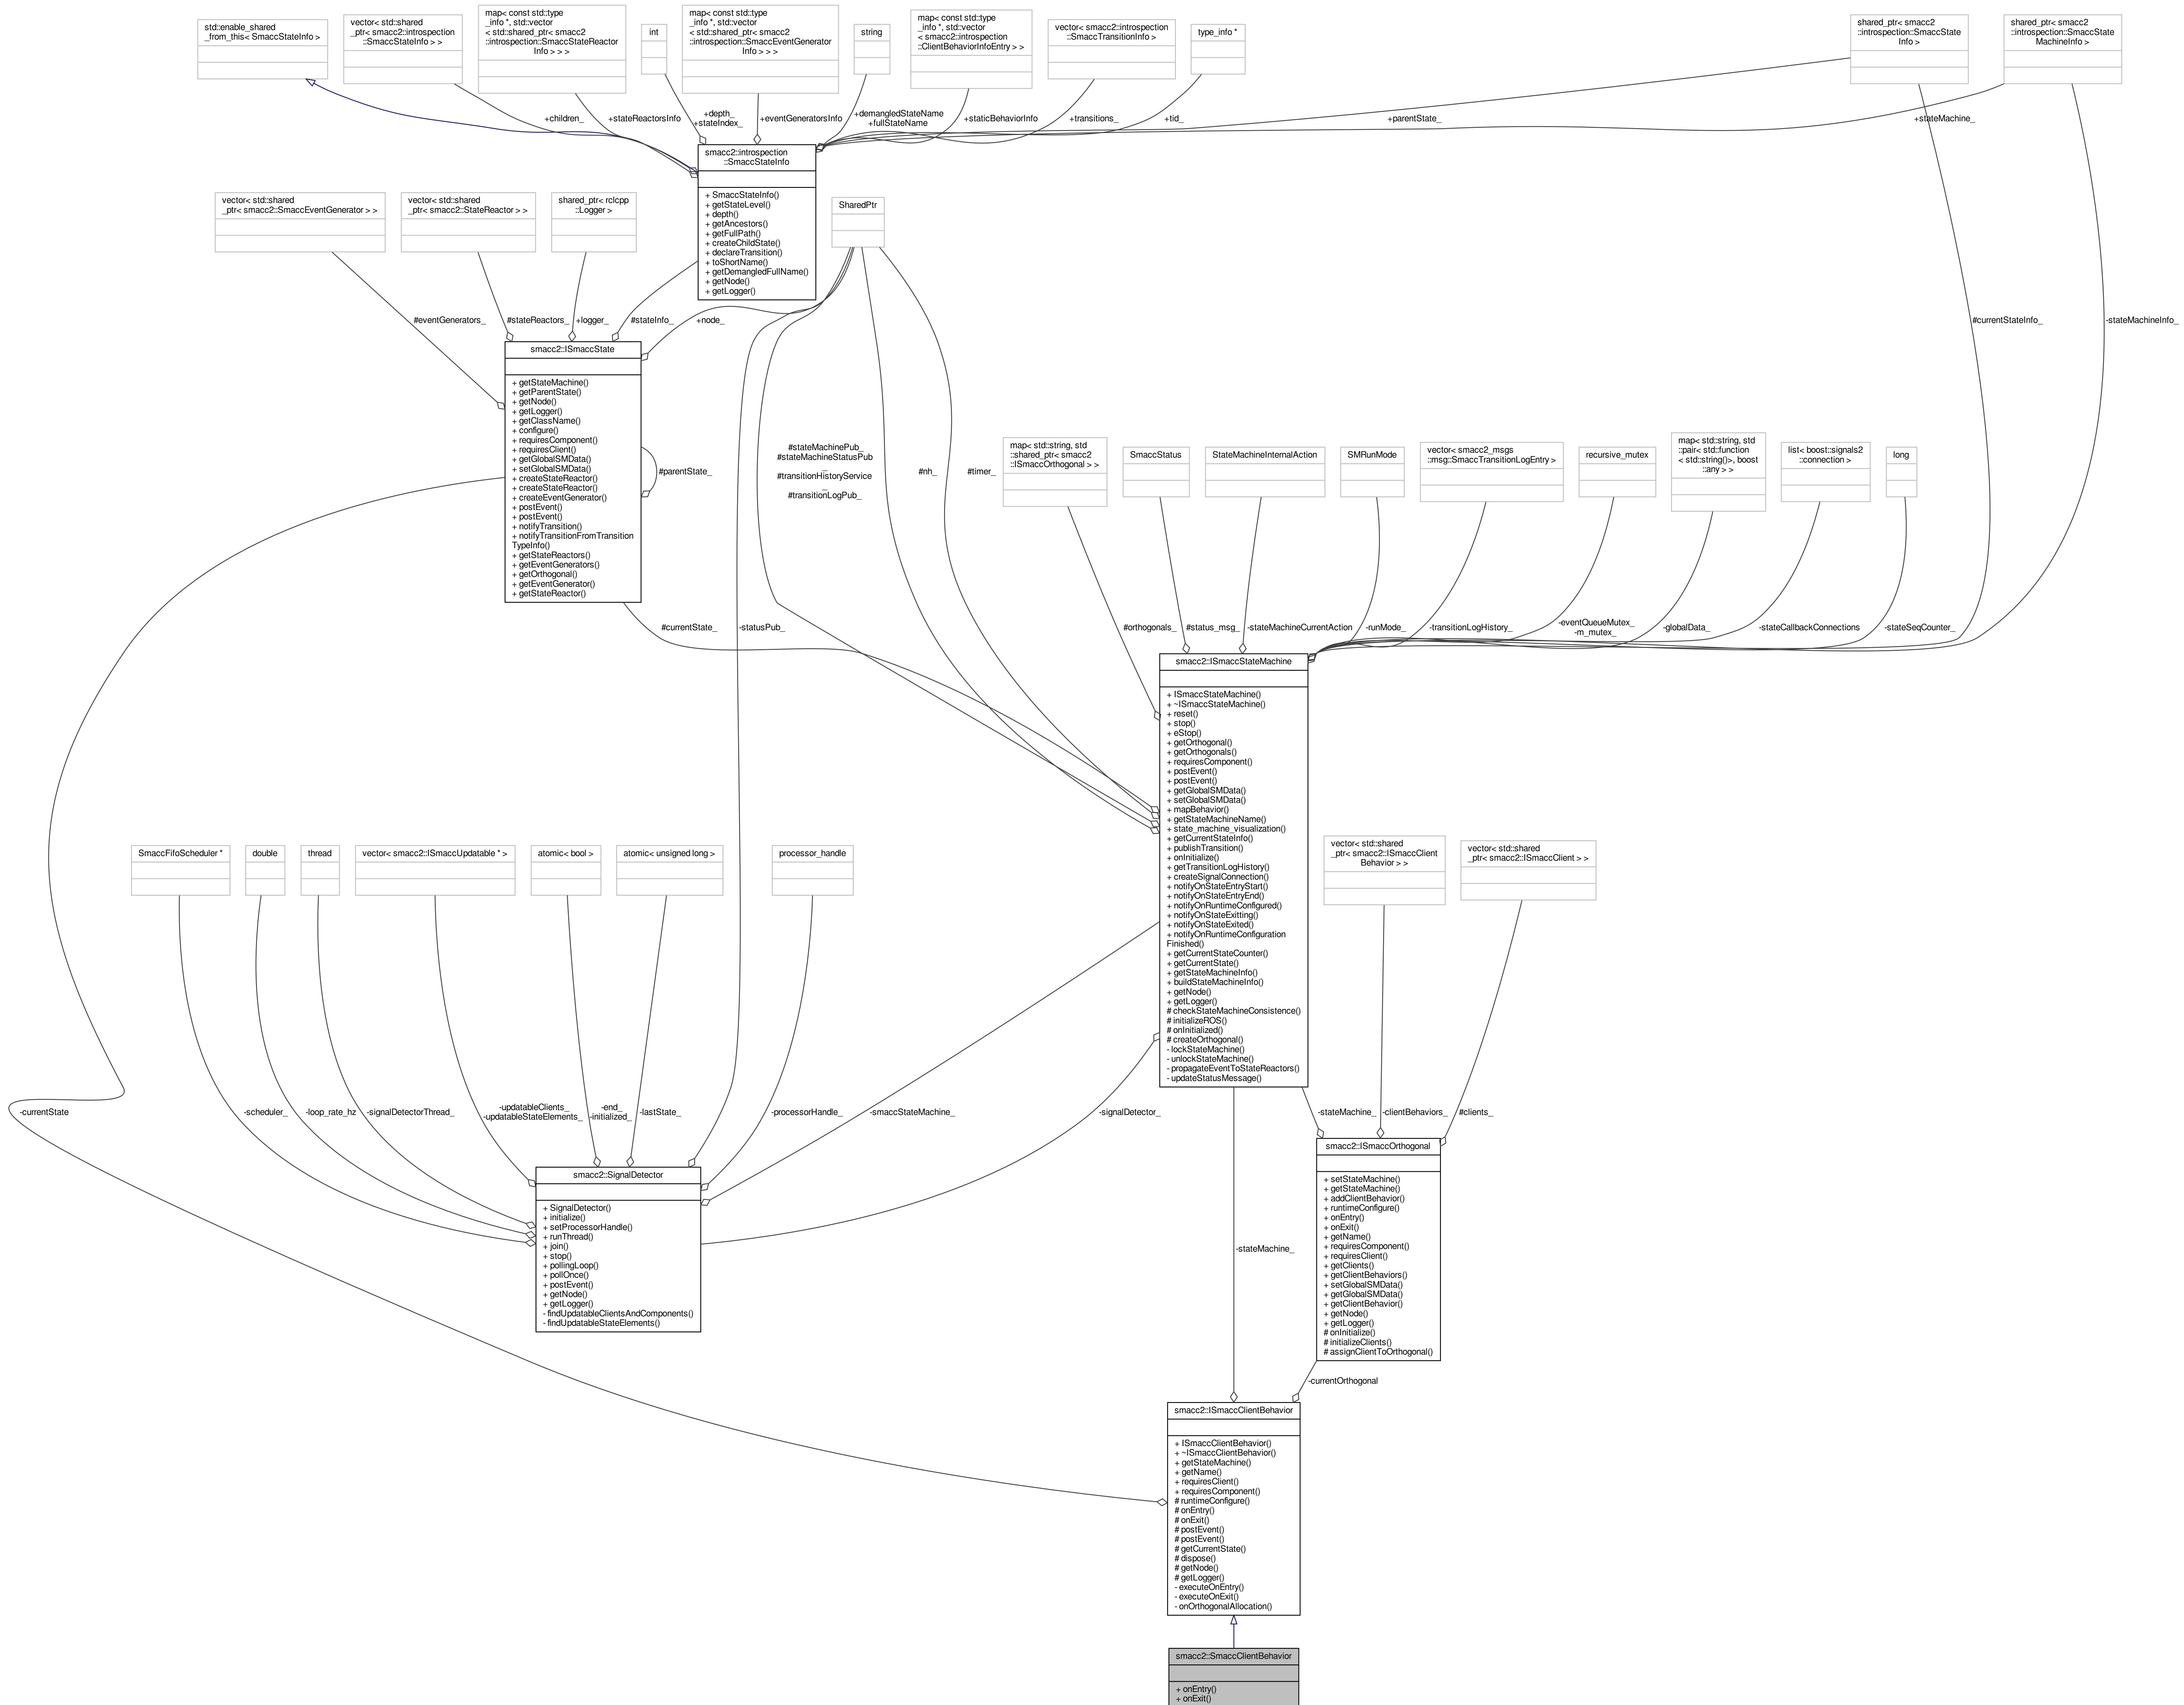 std::enable_shared
_from_this< SmaccStateInfo >
vector< std::shared
_ptr< smacc2::introspection
::SmaccStateInfo > >
map< const std::type
_info *, std::vector
< std::shared_ptr< smacc2
::introspection::SmaccStateReactor
Info > > >
int
map< const std::type
_info *, std::vector
< std::shared_ptr< smacc2
::introspection::SmaccEventGenerator
Info > > >
string
map< const std::type
_info *, std::vector
< smacc2::introspection
::ClientBehaviorInfoEntry > >
vector< smacc2::introspection
::SmaccTransitionInfo >
type_info *
shared_ptr< smacc2
::introspection::SmaccState
Info >
shared_ptr< smacc2
::introspection::SmaccState
MachineInfo >
+children_
+stateReactorsInfo
+depth_
+stateIndex_
+eventGeneratorsInfo
+demangledStateName
+fullStateName
+staticBehaviorInfo
+transitions_
+tid_
+parentState_
+stateMachine_
smacc2::introspection
::SmaccStateInfo
+ SmaccStateInfo()
+ getStateLevel()
+ depth()
+ getAncestors()
+ getFullPath()
+ createChildState()
+ declareTransition()
+ toShortName()
+ getDemangledFullName()
+ getNode()
+ getLogger()
vector< std::shared
_ptr< smacc2::SmaccEventGenerator > >
vector< std::shared
_ptr< smacc2::StateReactor > >
shared_ptr< rclcpp
::Logger >
SharedPtr
#eventGenerators_
#stateReactors_
+logger_
#stateInfo_
+node_
#currentStateInfo_
-stateMachineInfo_
smacc2::ISmaccState
+ getStateMachine()
+ getParentState()
+ getNode()
+ getLogger()
+ getClassName()
+ configure()
+ requiresComponent()
+ requiresClient()
+ getGlobalSMData()
+ setGlobalSMData()
+ createStateReactor()
+ createStateReactor()
+ createEventGenerator()
+ postEvent()
+ postEvent()
+ notifyTransition()
+ notifyTransitionFromTransition
TypeInfo()
+ getStateReactors()
+ getEventGenerators()
+ getOrthogonal()
+ getEventGenerator()
+ getStateReactor()
#parentState_
#stateMachinePub_
#stateMachineStatusPub
_
#transitionHistoryService
_
#transitionLogPub_
#nh_
#timer_
map< std::string, std
::shared_ptr< smacc2
::ISmaccOrthogonal > >
SmaccStatus
StateMachineInternalAction
SMRunMode
vector< smacc2_msgs
::msg::SmaccTransitionLogEntry >
recursive_mutex
map< std::string, std
::pair< std::function
< std::string()>, boost
::any > >
list< boost::signals2
::connection >
long
#currentState_
-statusPub_
#orthogonals_
#status_msg_
-stateMachineCurrentAction
-runMode_
-transitionLogHistory_
-eventQueueMutex_
-m_mutex_
-globalData_
-stateCallbackConnections
-stateSeqCounter_
smacc2::ISmaccStateMachine
+ ISmaccStateMachine()
+ ~ISmaccStateMachine()
+ reset()
+ stop()
+ eStop()
+ getOrthogonal()
+ getOrthogonals()
+ requiresComponent()
+ postEvent()
+ postEvent()
+ getGlobalSMData()
+ setGlobalSMData()
+ mapBehavior()
+ getStateMachineName()
+ state_machine_visualization()
+ getCurrentStateInfo()
+ publishTransition()
+ onInitialize()
+ getTransitionLogHistory()
+ createSignalConnection()
+ notifyOnStateEntryStart()
+ notifyOnStateEntryEnd()
+ notifyOnRuntimeConfigured()
+ notifyOnStateExitting()
+ notifyOnStateExited()
+ notifyOnRuntimeConfiguration
Finished()
+ getCurrentStateCounter()
+ getCurrentState()
+ getStateMachineInfo()
+ buildStateMachineInfo()
+ getNode()
+ getLogger()
# checkStateMachineConsistence()
# initializeROS()
# onInitialized()
# createOrthogonal()
- lockStateMachine()
- unlockStateMachine()
- propagateEventToStateReactors()
- updateStatusMessage()
SmaccFifoScheduler *
double
thread
vector< smacc2::ISmaccUpdatable * >
atomic< bool >
atomic< unsigned long >
processor_handle
vector< std::shared
_ptr< smacc2::ISmaccClient
Behavior > >
vector< std::shared
_ptr< smacc2::ISmaccClient > >
-currentState
-scheduler_
-loop_rate_hz
-signalDetectorThread_
-updatableClients_
-updatableStateElements_
-end_
-initialized_
-lastState_
-processorHandle_
-smaccStateMachine_
-signalDetector_
-stateMachine_
-clientBehaviors_
#clients_
smacc2::SignalDetector
+ SignalDetector()
+ initialize()
+ setProcessorHandle()
+ runThread()
+ join()
+ stop()
+ pollingLoop()
+ pollOnce()
+ postEvent()
+ getNode()
+ getLogger()
- findUpdatableClientsAndComponents()
- findUpdatableStateElements()
smacc2::ISmaccOrthogonal
+ setStateMachine()
+ getStateMachine()
+ addClientBehavior()
+ runtimeConfigure()
+ onEntry()
+ onExit()
+ getName()
+ requiresComponent()
+ requiresClient()
+ getClients()
+ getClientBehaviors()
+ setGlobalSMData()
+ getGlobalSMData()
+ getClientBehavior()
+ getNode()
+ getLogger()
# onInitialize()
# initializeClients()
# assignClientToOrthogonal()
-stateMachine_
-currentOrthogonal
smacc2::ISmaccClientBehavior
+ ISmaccClientBehavior()
+ ~ISmaccClientBehavior()
+ getStateMachine()
+ getName()
+ requiresClient()
+ requiresComponent()
# runtimeConfigure()
# onEntry()
# onExit()
# postEvent()
# postEvent()
# getCurrentState()
# dispose()
# getNode()
# getLogger()
- executeOnEntry()
- executeOnExit()
- onOrthogonalAllocation()
smacc2::SmaccClientBehavior
+ onEntry()
+ onExit()